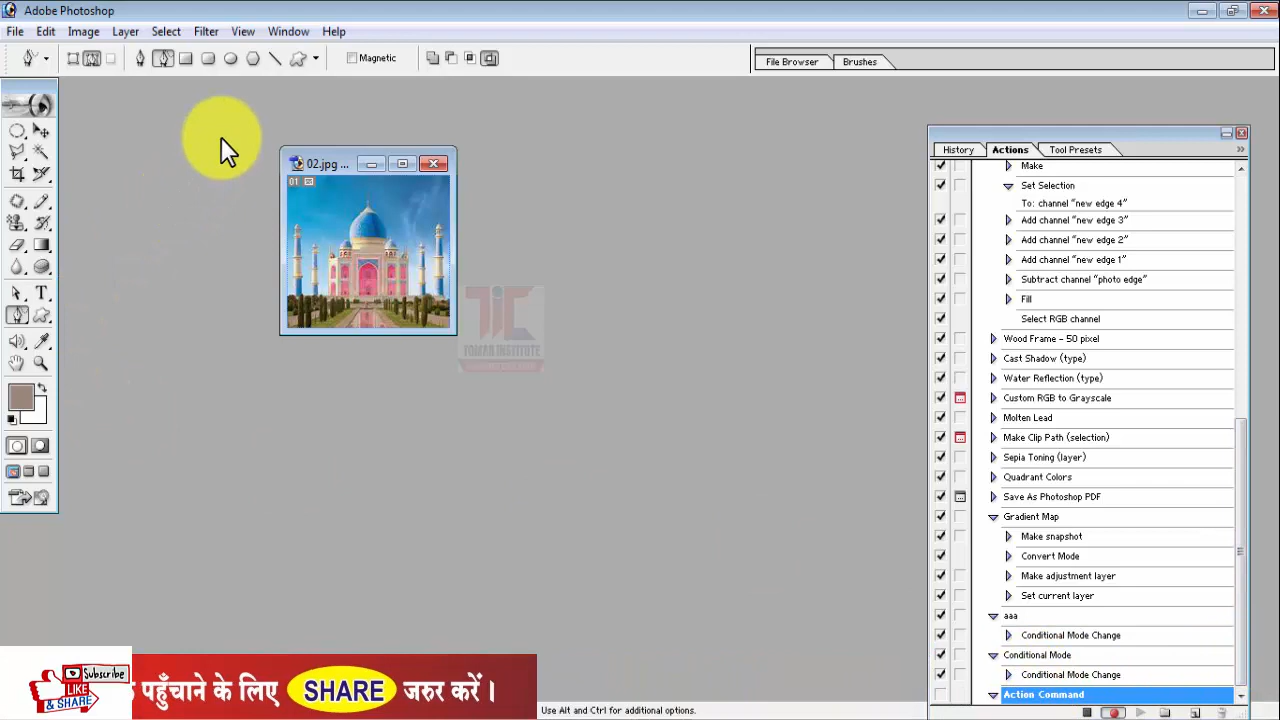 Adobe Photoshop
File Edit Image Layer Select Filter View Window Help
Magnetic
File Browser Brushes
02.jpg ...
01
History Actions Tool Presets
Make
Set Selection
To: channel "new edge 4"
Add channel "new edge 3"
Add channel "new edge 2"
Add channel "new edge 1"
Subtract channel "photo edge"
Fill
Select RGB channel
Wood Frame - 50 pixel
Cast Shadow (type)
Water Reflection (type)
Custom RGB to Grayscale
Molten Lead
Make Clip Path (selection)
Sepia Toning (layer)
Quadrant Colors
Save As Photoshop PDF
Gradient Map
Make snapshot
Convert Mode
Make adjustment layer
Set current layer
aaa
Conditional Mode Change
Conditional Mode
Conditional Mode Change
Action Command
TOMAR INSTITUTE
Subscribe
LIKE
& SHARE
पहुँचाने के लिए SHARE जरुर करें।
Use Alt and Ctrl for additional options.